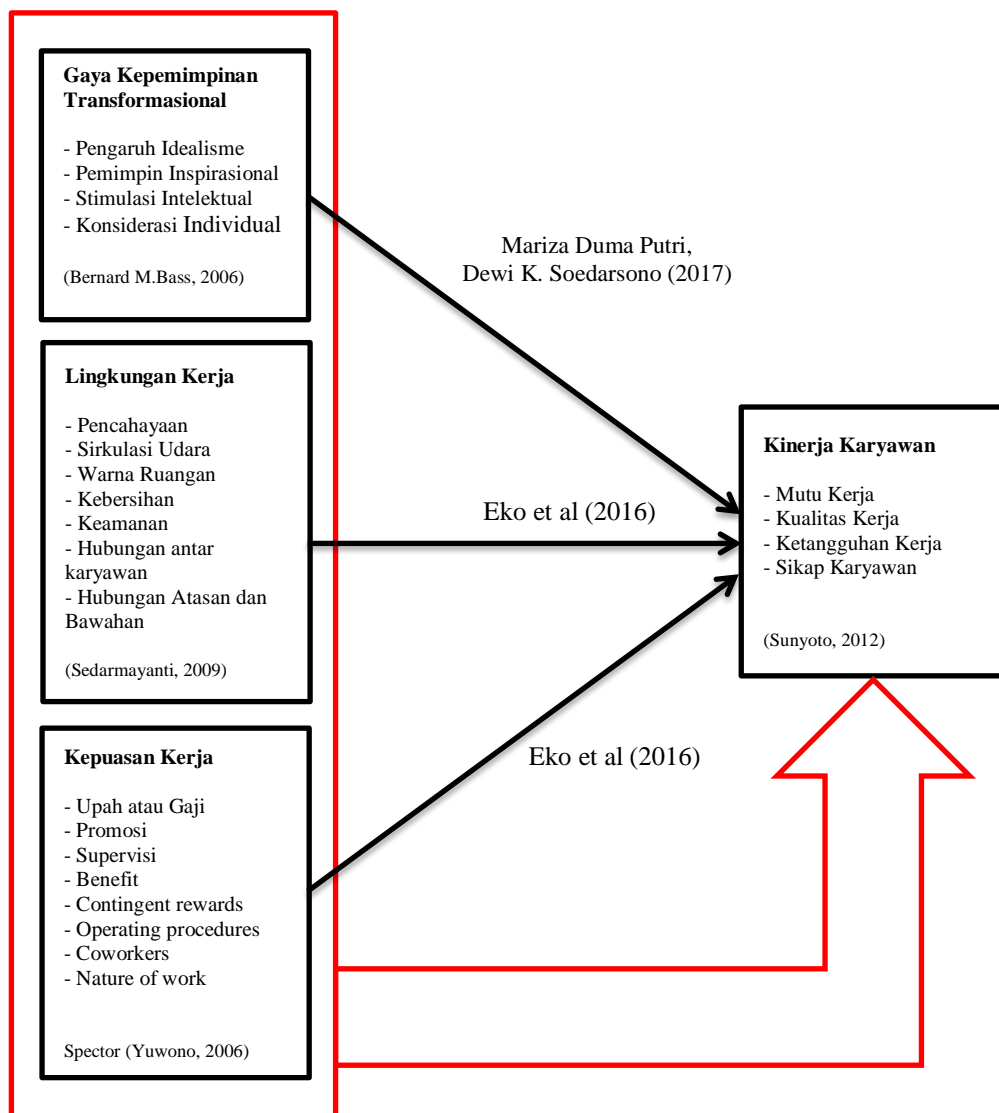 Gaya Kepemimpinan
Transformasional
- Pengaruh Idealisme
- Pemimpin Inspirasional
- Stimulasi Intelektual
- Konsiderasi Individual
(Bernard M.Bass, 2006)
Mariza Duma Putri,
Dewi K. Soedarsono (2017)
Lingkungan Kerja
- Pencahayaan
- Sirkulasi Udara
- Warna Ruangan
- Kebersihan
- Keamanan
- Hubungan antar
karyawan
- Hubungan Atasan dan
Bawahan
(Sedarmayanti, 2009)
Eko et al (2016)
Kinerja Karyawan
- Mutu Kerja
- Kualitas Kerja
- Ketangguhan Kerja
- Sikap Karyawan
(Sunyoto, 2012)
Kepuasan Kerja
- Upah atau Gaji
- Promosi
- Supervisi
- Benefit
- Contingent rewards
- Operating procedures
- Coworkers
- Nature of work
Spector (Yuwono, 2006)
Eko et al (2016)